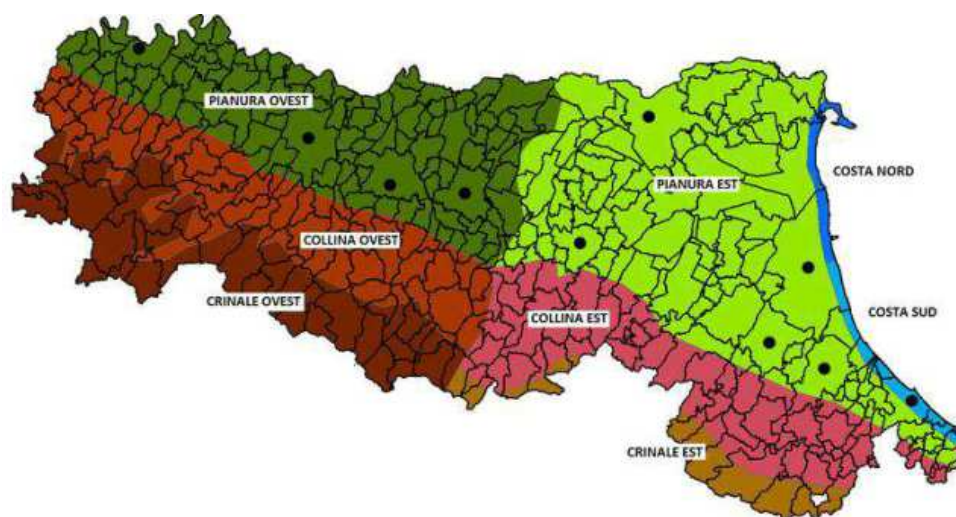 PIANURA OVEST
COSTA NORD
PIANURA EST
COLLINA OVEST
CRINALE OVEST
COSTA SUD
COLLINA EST
CRINALE EST